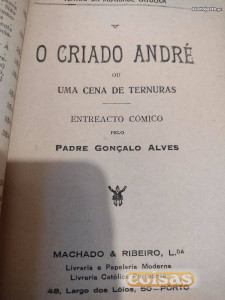 O CRIADO ANDRÉ
OU
UMA CENA DE TERNURAS
ENTREACTO CÓMICO
PELO
PADRE GONÇALO ALVES
MACHADO & RIBEIRO, L.DA
Livraria e Papelaria Moderna
Livraria Católica Portuense
48, Largo dos Lóios, 50—PORTO
coisas